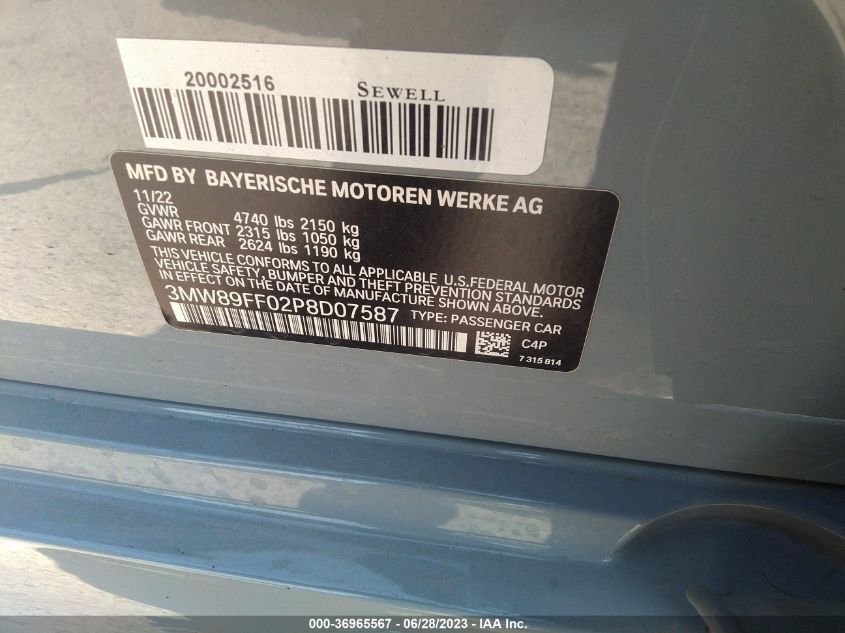 20002516 SEWELL
MFD BY BAYERISCHE MOTOREN WERKE AG
11/22
GVWR 4740 lbs 2150 kg
GAWR FRONT 2315 lbs 1050 kg
GAWR REAR 2624 lbs 1190 kg
THIS VEHICLE CONFORMS TO ALL APPLICABLE U.S.FEDERAL MOTOR
VEHICLE SAFETY, BUMPER AND THEFT PREVENTION STANDARDS
IN EFFECT ON THE DATE OF MANUFACTURE SHOWN ABOVE.
3MW89FF02P8D07587 TYPE: PASSENGER CAR
C4P
7 315 814
000-36965567 / 06/28/2023 - IAA Inc.